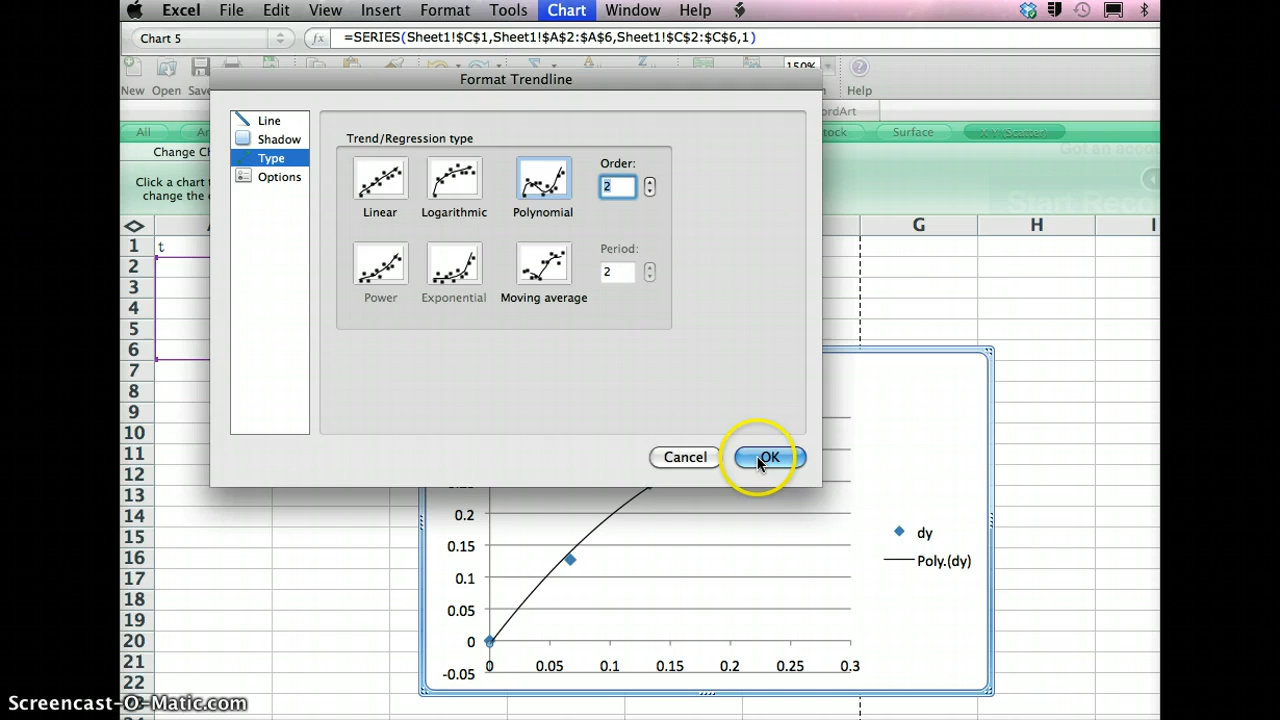 Excel File Edit View Insert Format Tools Chart Window Help
Chart 5 fx =SERIES(Sheet1!$C$1,Sheet1!$A$2:$A$6,Sheet1!$C$2:$C$6,1)
150%
New Open Save Help
Format Trendline
All Stock Surface X Y (Scatter)
Line
Shadow
Type
Options
Trend/Regression type
Order:
2
Linear Logarithmic Polynomial
Period:
2
Power Exponential Moving average
Cancel OK
Click a chart
change the
G H I
1 t
2
3
4
5
6
7
8
9
10
11
12
13
14
15
16
17
18
19
20
21
22
0.2
0.15
0.1
0.05
0
-0.05
0 0.05 0.1 0.15 0.2 0.25 0.3
dy
Poly.(dy)
Screencast-O-Matic.com